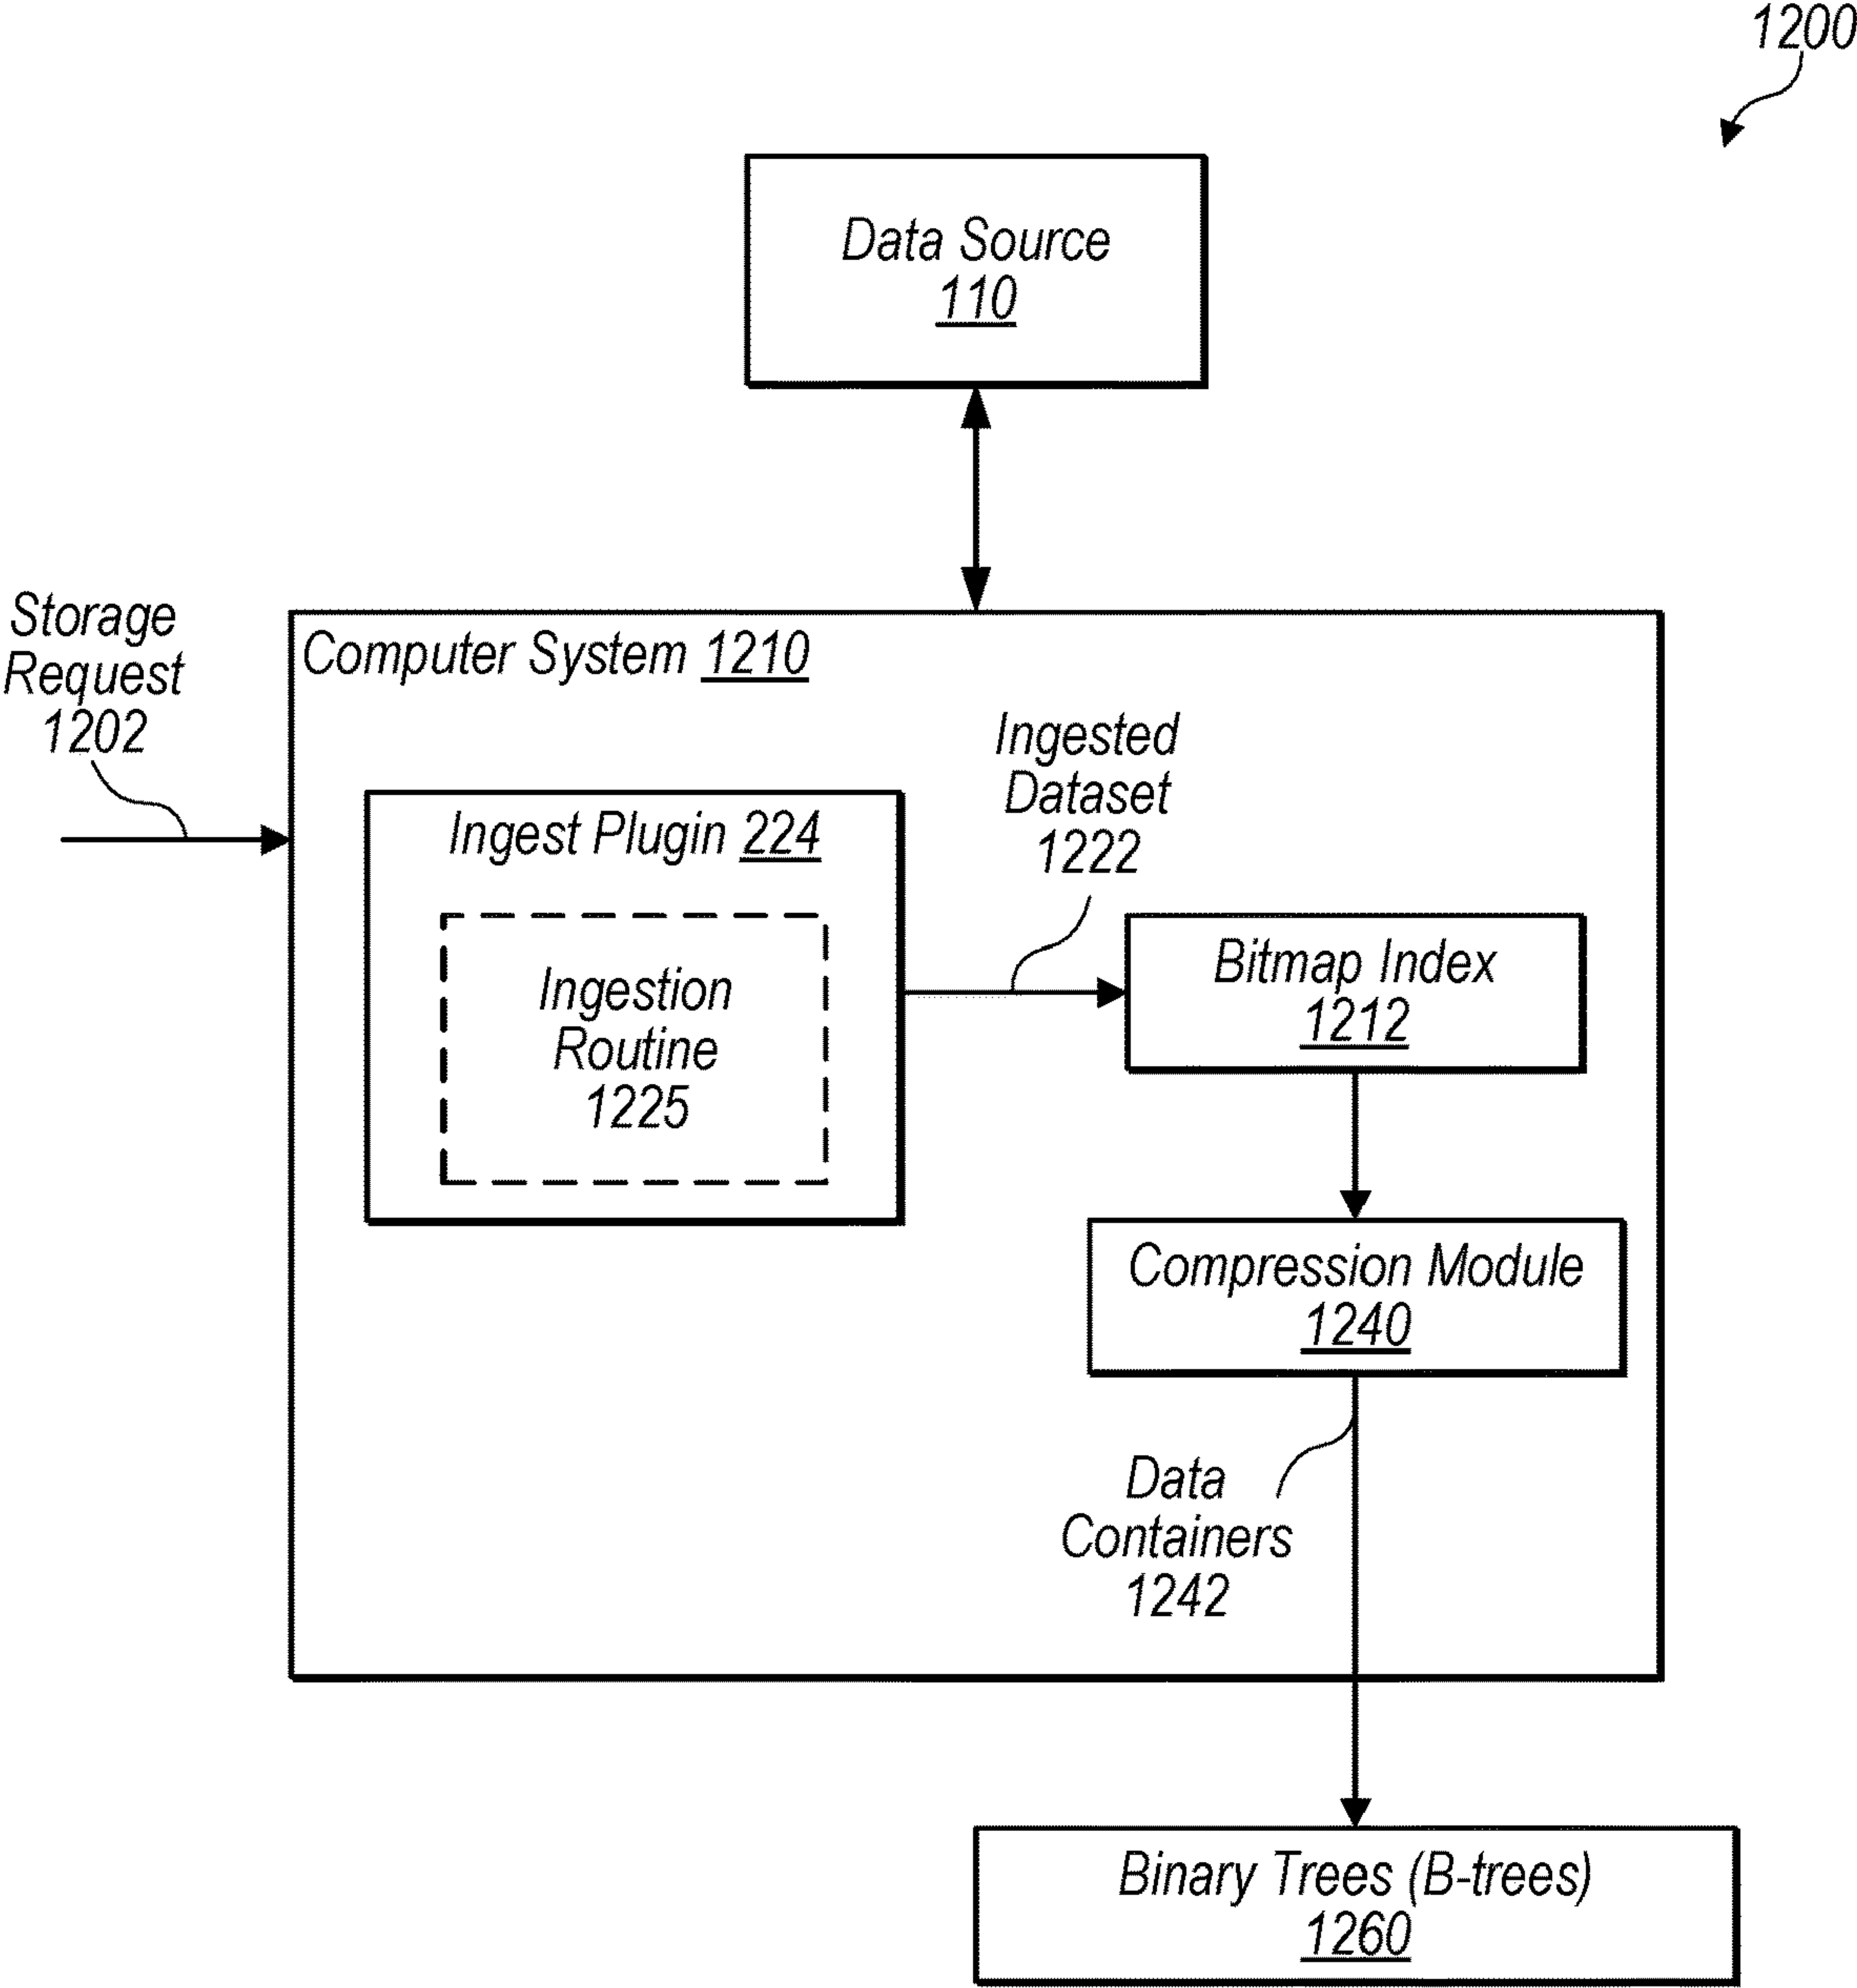 1200
Data Source
110
Storage
Request
1202
Computer System 1210
Ingested
Dataset
1222
Ingest Plugin 224
Ingestion
Routine
1225
Bitmap Index
1212
Compression Module
1240
Data
Containers
1242
Binary Trees (B-trees)
1260